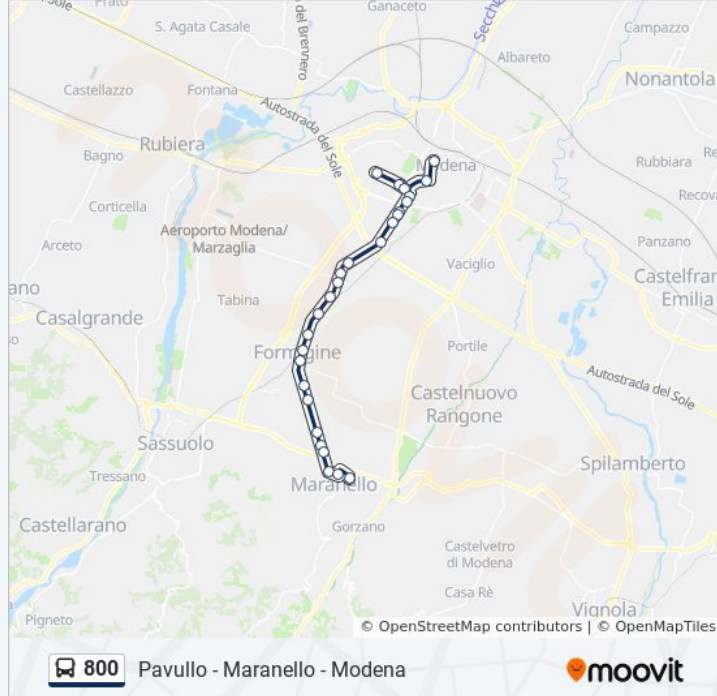 Prato
Ganaceto
Sole
del Brennero
Secchia
S. Agata Casale
Campazzo
Albareto
Nonantola
Castellazzo
Fontana
Autostrada del Sole
Rubiera
Bagno
Modena
Rubbiara
Re
Recova
Corticella
Aeroporto Modena/
Marzaglia
Arceto
Panzano
Vaciglio
Castelfran
Emilia
ano
Tabina
Casalgrande
so
Formigine
Portile
Autostrada del Sole
Castelnuovo
Rangone
Sassuolo
Spilamberto
Tressano
Maranello
Castellarano
Gorzano
Castelvetro
di Modena
Casa Rè
Vignola
Pigneto
© OpenStreetMap contributors | © OpenMapTiles
800 Pavullo - Maranello - Modena
moovit